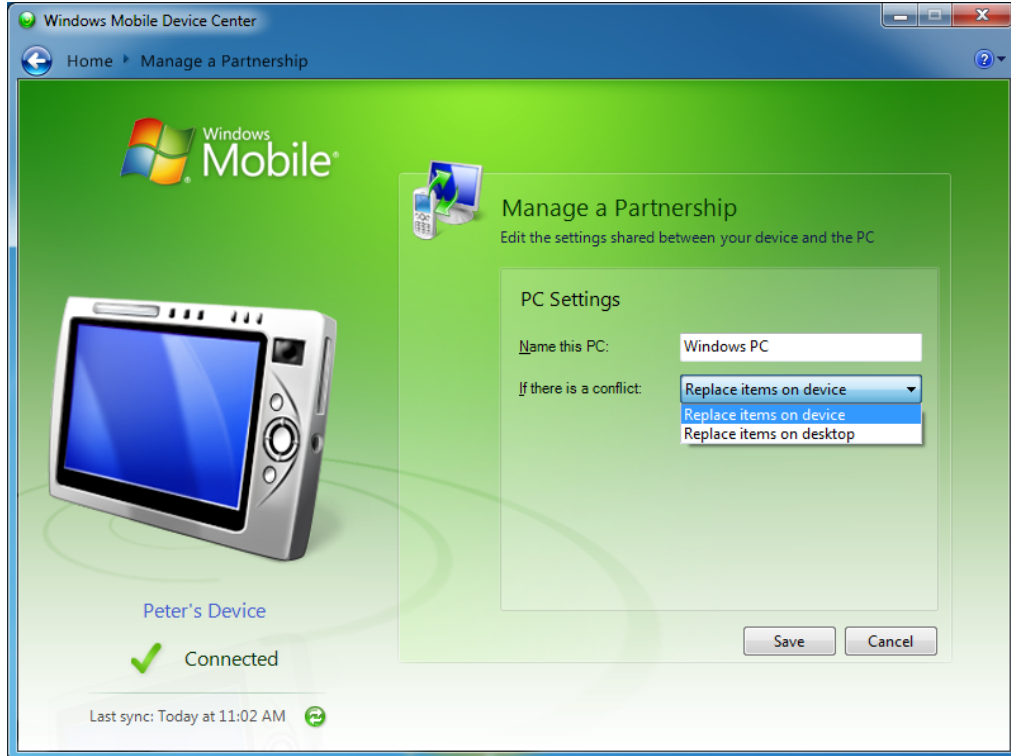 Windows Mobile Device Center
Home Manage a Partnership
Windows
Mobile®
Manage a Partnership
Edit the settings shared between your device and the PC
PC Settings
Name this PC: Windows PC
If there is a conflict: Replace items on device
Replace items on device
Replace items on desktop
Peter's Device
Connected
Save Cancel
Last sync: Today at 11:02 AM